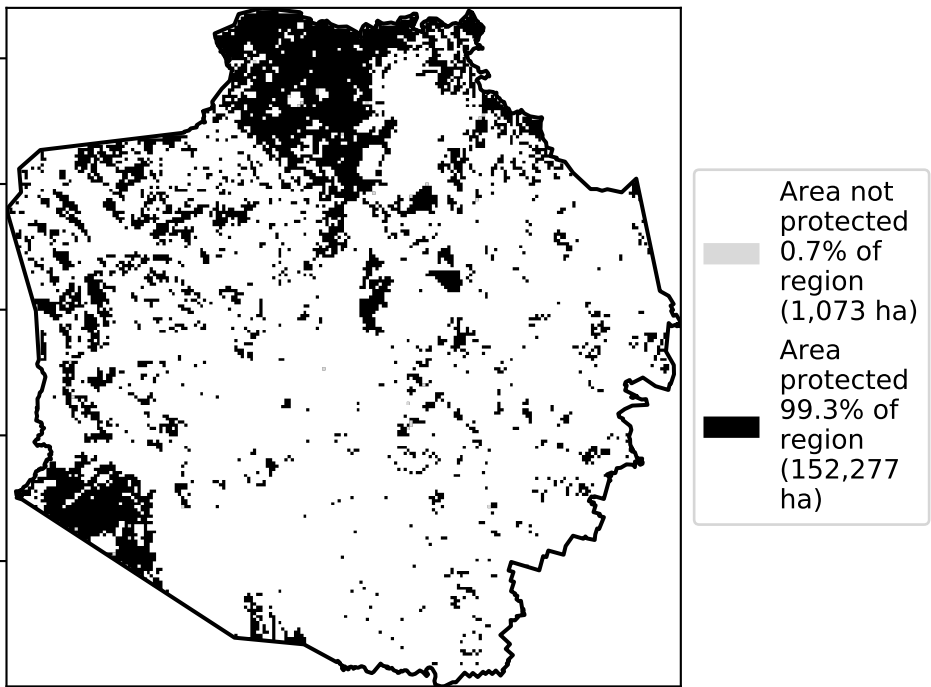 Area not
protected
0.7% of
region
(1,073 ha)
Area
protected
99.3% of
region
(152,277
ha)